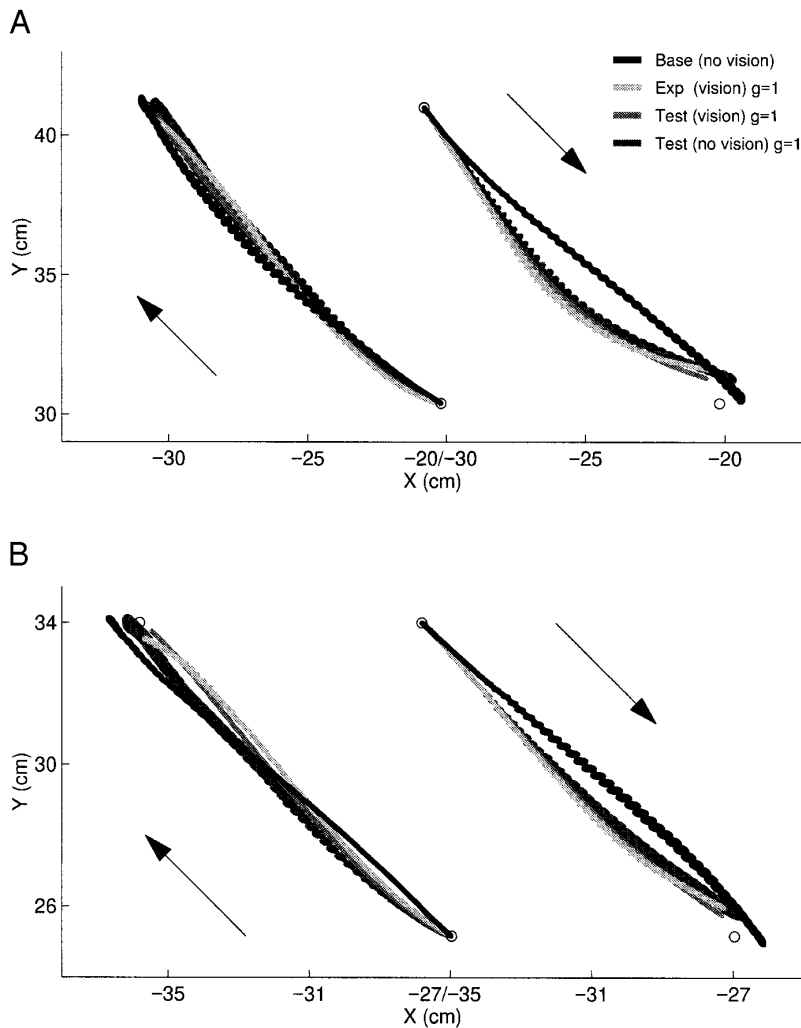 A
Base (no vision)
Exp (vision) g=1
Test (vision) g=1
Test (no vision) g=1
Y (cm)
40
35
30
−30
−25
−20/−30
−25
−20
X (cm)
B
Y (cm)
34
30
26
−35
−31
−27/−35
−31
−27
X (cm)